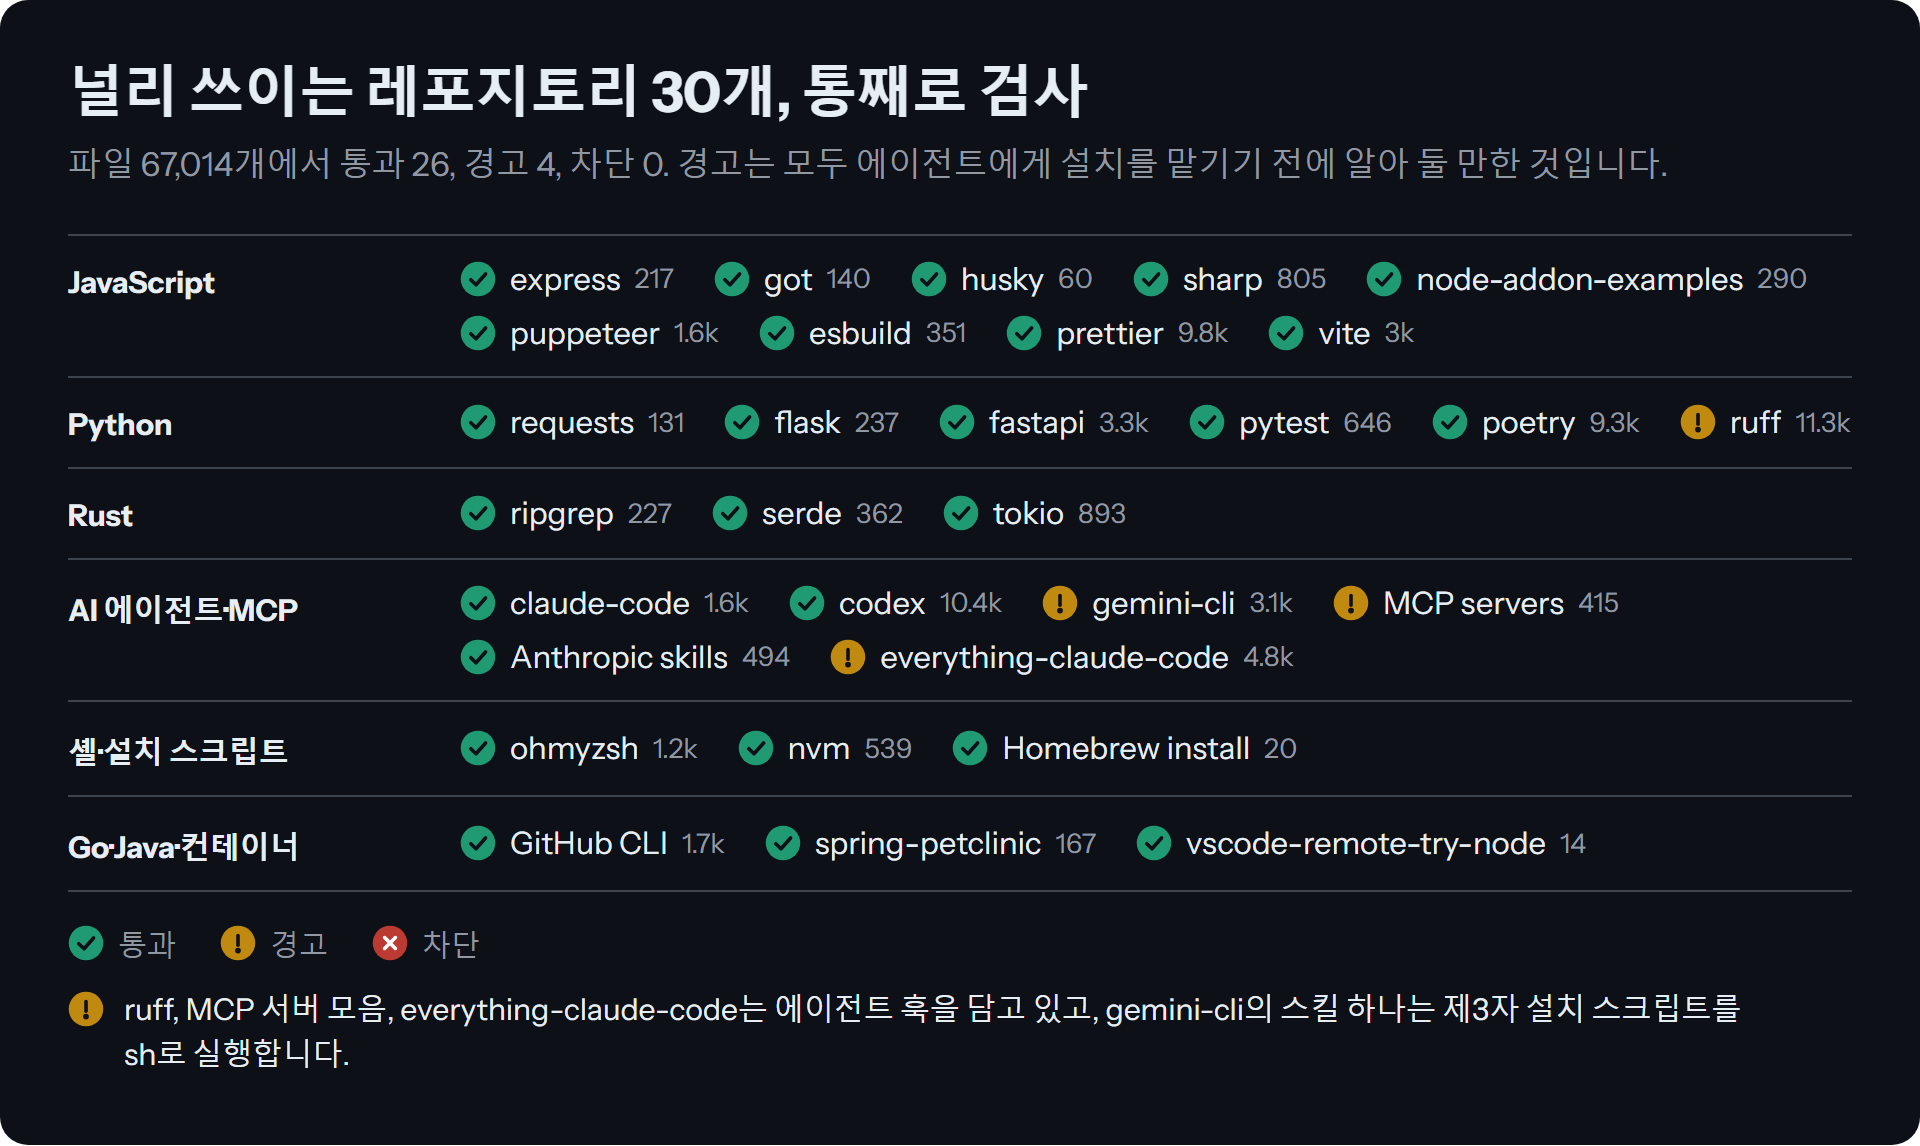 널리 쓰이는 레포지토리 30개, 통째로 검사
파일 67,014개에서 통과 26, 경고 4, 차단 0. 경고는 모두 에이전트에게 설치를 맡기기 전에 알아 둘 만한 것입니다.
JavaScript
express 217 got 140 husky 60 sharp 805 node-addon-examples 290
puppeteer 1.6k esbuild 351 prettier 9.8k vite 3k
Python
requests 131 flask 237 fastapi 3.3k pytest 646 poetry 9.3k ruff 11.3k
Rust
ripgrep 227 serde 362 tokio 893
AI 에이전트·MCP
claude-code 1.6k codex 10.4k gemini-cli 3.1k MCP servers 415
Anthropic skills 494 everything-claude-code 4.8k
셸·설치 스크립트
ohmyzsh 1.2k nvm 539 Homebrew install 20
Go·Java·컨테이너
GitHub CLI 1.7k spring-petclinic 167 vscode-remote-try-node 14
통과 경고 차단
ruff, MCP 서버 모음, everything-claude-code는 에이전트 훅을 담고 있고, gemini-cli의 스킬 하나는 제3자 설치 스크립트를
sh로 실행합니다.